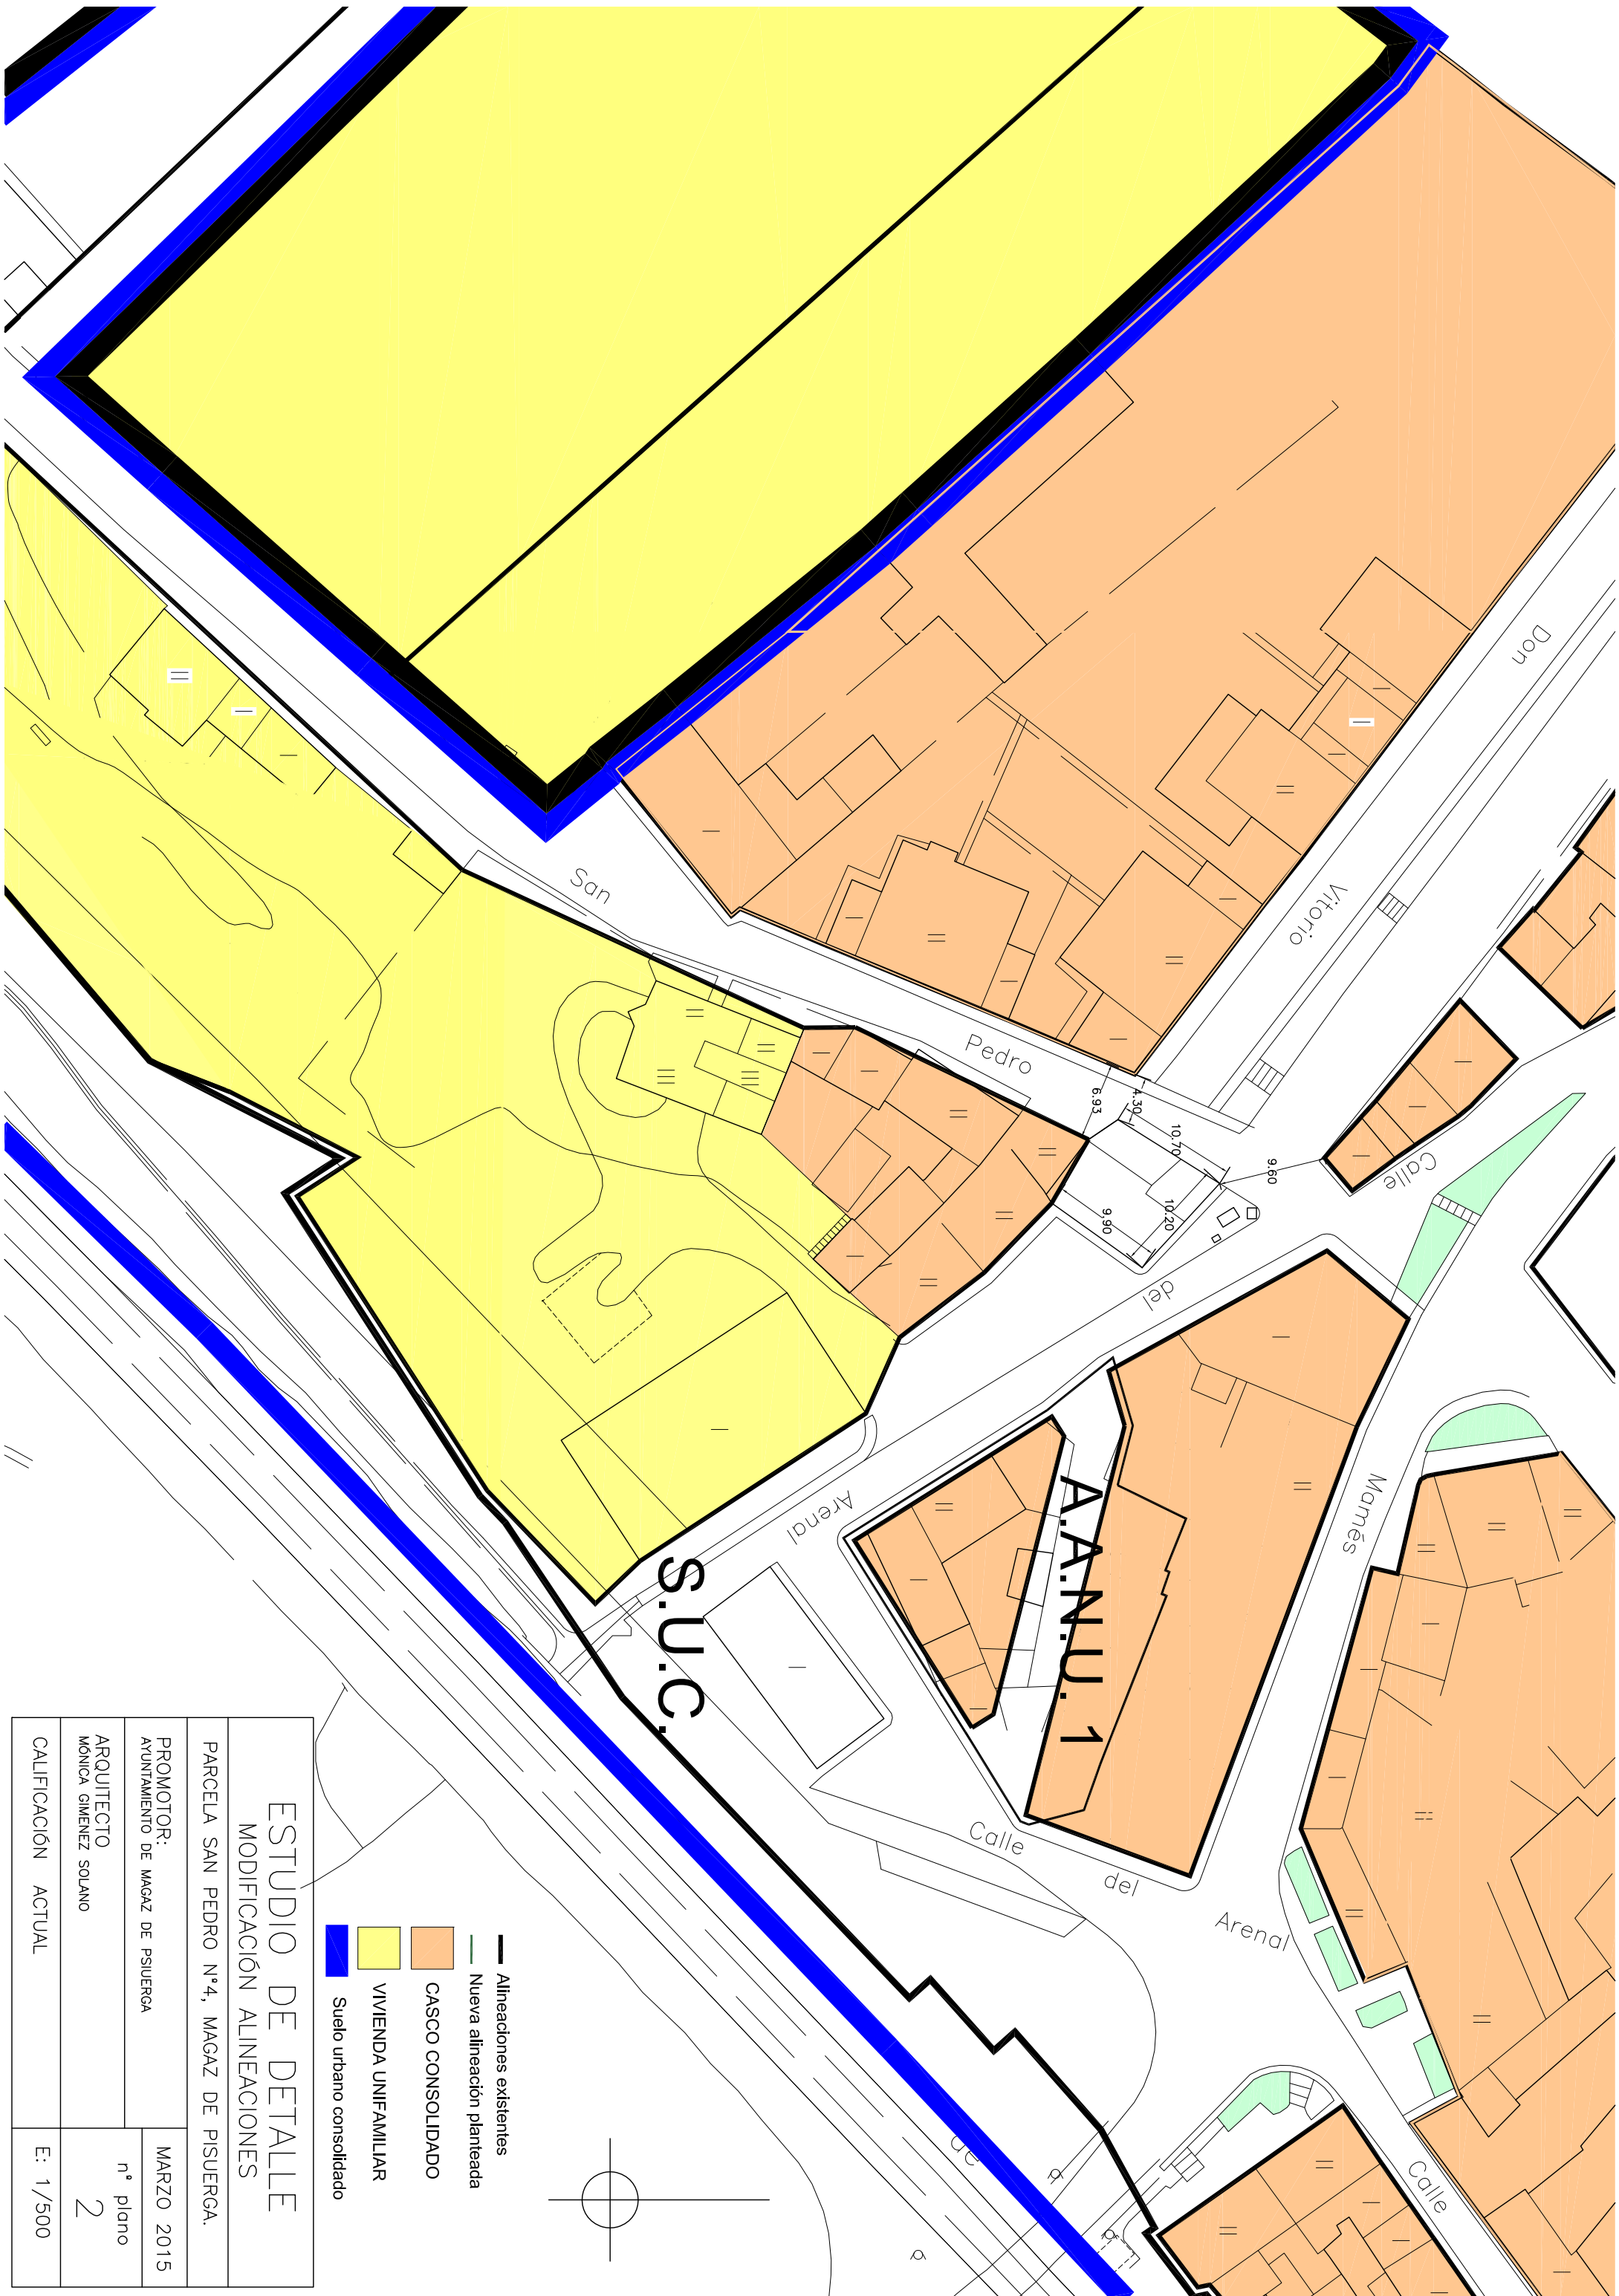 Don
Vitorio
San
Pedro
4.30
6.93
10.70
9.60
10.20
9.90
Calle
del
Mamés
Arenal
A.A.N.U. 1
S.U.C.
Calle
del
Arenal
Calle
de
Alineaciones existentes
Nueva alineación planteada
CASCO CONSOLIDADO
VIVIENDA UNIFAMILIAR
Suelo urbano consolidado
ESTUDIO DE DETALLE
MODIFICACIÓN ALINEACIONES
PARCELA SAN PEDRO Nº4, MAGAZ DE PISUERGA.
PROMOTOR:
AYUNTAMIENTO DE MAGAZ DE PSIUERGA
MARZO 2015
ARQUITECTO
MÓNICA GIMENEZ SOLANO
nº plano
2
CALIFICACIÓN ACTUAL
E: 1/500